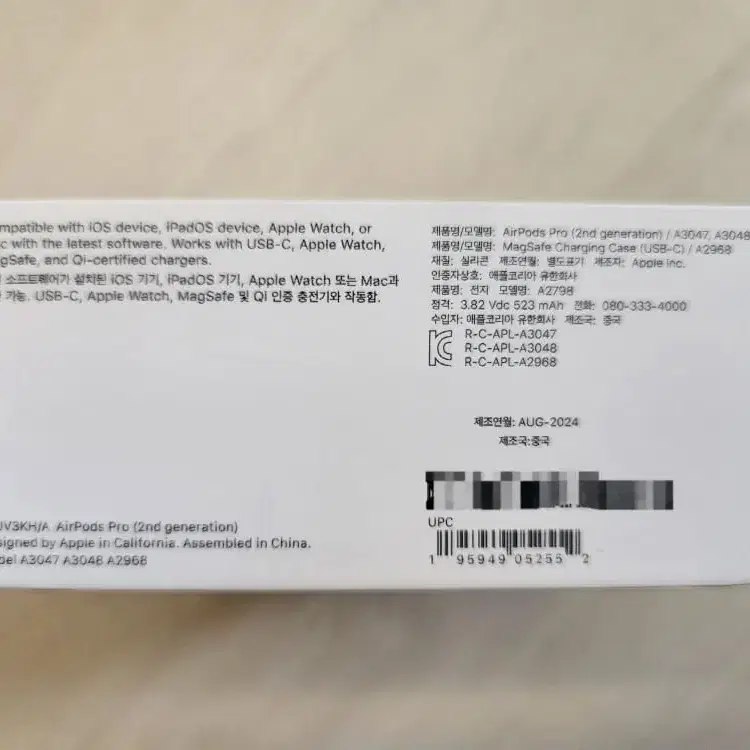 mpatible with iOS device, iPadOS device, Apple Watch, or
c with the latest software. Works with USB-C, Apple Watch,
gSafe, and Qi-certified chargers.
소프트웨어가 설치된 iOS 기기, iPadOS 기기, Apple Watch 또는 Mac과
가능. USB-C, Apple Watch, MagSafe 및 Qi 인증 충전기와 작동함.
제품명/모델명: AirPods Pro (2nd generation) / A3047, A3048
제품명/모델명: MagSafe Charging Case (USB-C) / A2968
재질: 실리콘 제조연월: 별도표기 제조자: Apple Inc.
인증자상호: 애플코리아 유한회사
제품명: 전지 모델명: A2798
정격: 3.82 Vdc 523 mAh 전화: 080-333-4000
수입자: 애플코리아 유한회사 제조국: 중국
R-C-APL-A3047
R-C-APL-A3048
R-C-APL-A2968
제조연월: AUG-2024
제조국:중국
UPC
1 95949 05255 2
JV3KH/A AirPods Pro (2nd generation)
signed by Apple in California. Assembled in China.
del A3047 A3048 A2968